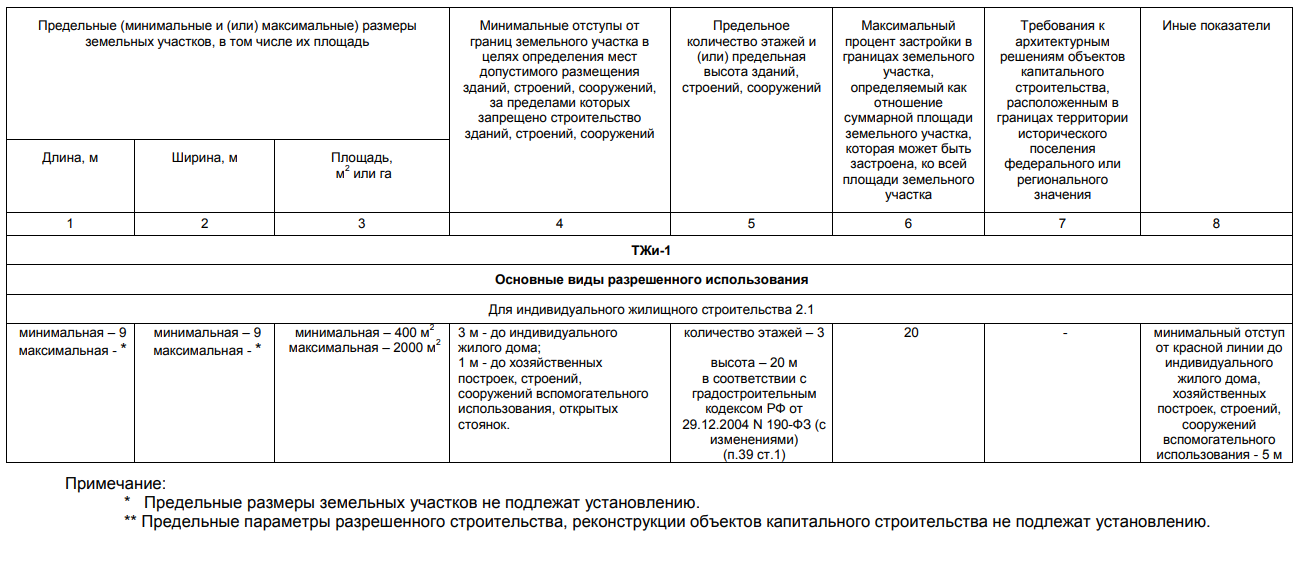 Предельные (минимальные и (или) максимальные) размеры
земельных участков, в том числе их площадь
Длина, м
Ширина, м
Площадь,
м² или га
Минимальные отступы от
границ земельного участка в
целях определения мест
допустимого размещения
зданий, строений, сооружений,
за пределами которых
запрещено строительство
зданий, строений, сооружений
Предельное
количество этажей и
(или) предельная
высота зданий,
строений, сооружений
Максимальный
процент застройки в
границах земельного
участка,
определяемый как
отношение
суммарной площади
земельного участка,
которая может быть
застроена, ко всей
площади земельного
участка
Требования к
архитектурным
решениям объектов
капитального
строительства,
расположенным в
границах территории
исторического
поселения
федерального или
регионального
значения
Иные показатели
1 2 3 4 5 6 7 8
ТЖи-1
Основные виды разрешенного использования
Для индивидуального жилищного строительства 2.1
минимальная – 9
максимальная - *
минимальная – 9
максимальная - *
минимальная – 400 м²
максимальная – 2000 м²
3 м - до индивидуального
жилого дома;
1 м - до хозяйственных
построек, строений,
сооружений вспомогательного
использования, открытых
стоянок.
количество этажей – 3
высота – 20 м
в соответствии с
градостроительным
кодексом РФ от
29.12.2004 N 190-ФЗ (с
изменениями)
(п.39 ст.1)
20
-
минимальный отступ
от красной линии до
индивидуального
жилого дома,
хозяйственных
построек, строений,
сооружений
вспомогательного
использования - 5 м
Примечание:
* Предельные размеры земельных участков не подлежат установлению.
** Предельные параметры разрешенного строительства, реконструкции объектов капитального строительства не подлежат установлению.